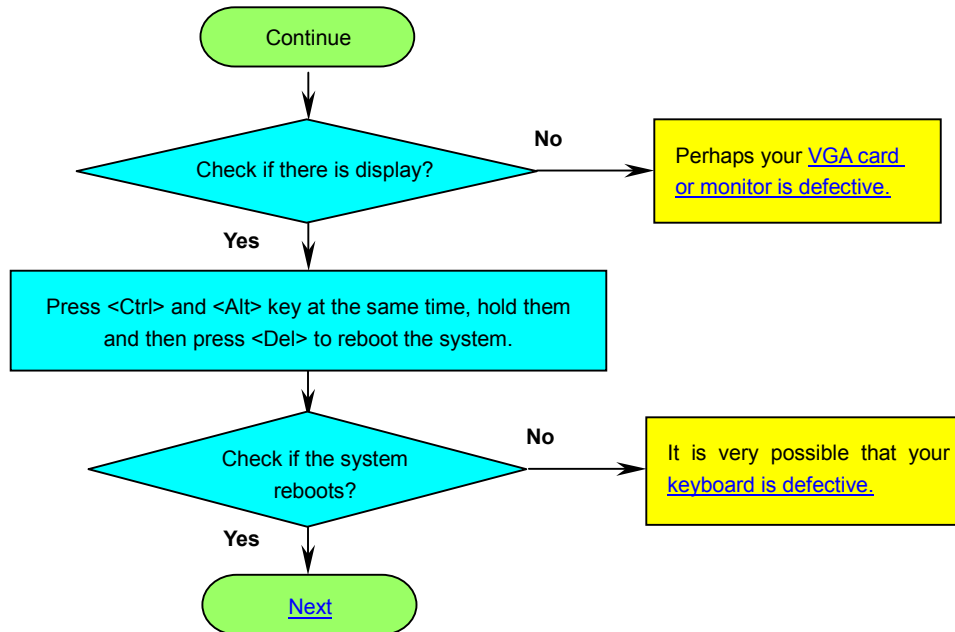 Continue
Check if there is display?
No
Perhaps your VGA card
or monitor is defective.
Yes
Press <Ctrl> and <Alt> key at the same time, hold them
and then press <Del> to reboot the system.
Check if the system
reboots?
No
It is very possible that your
keyboard is defective.
Yes
Next